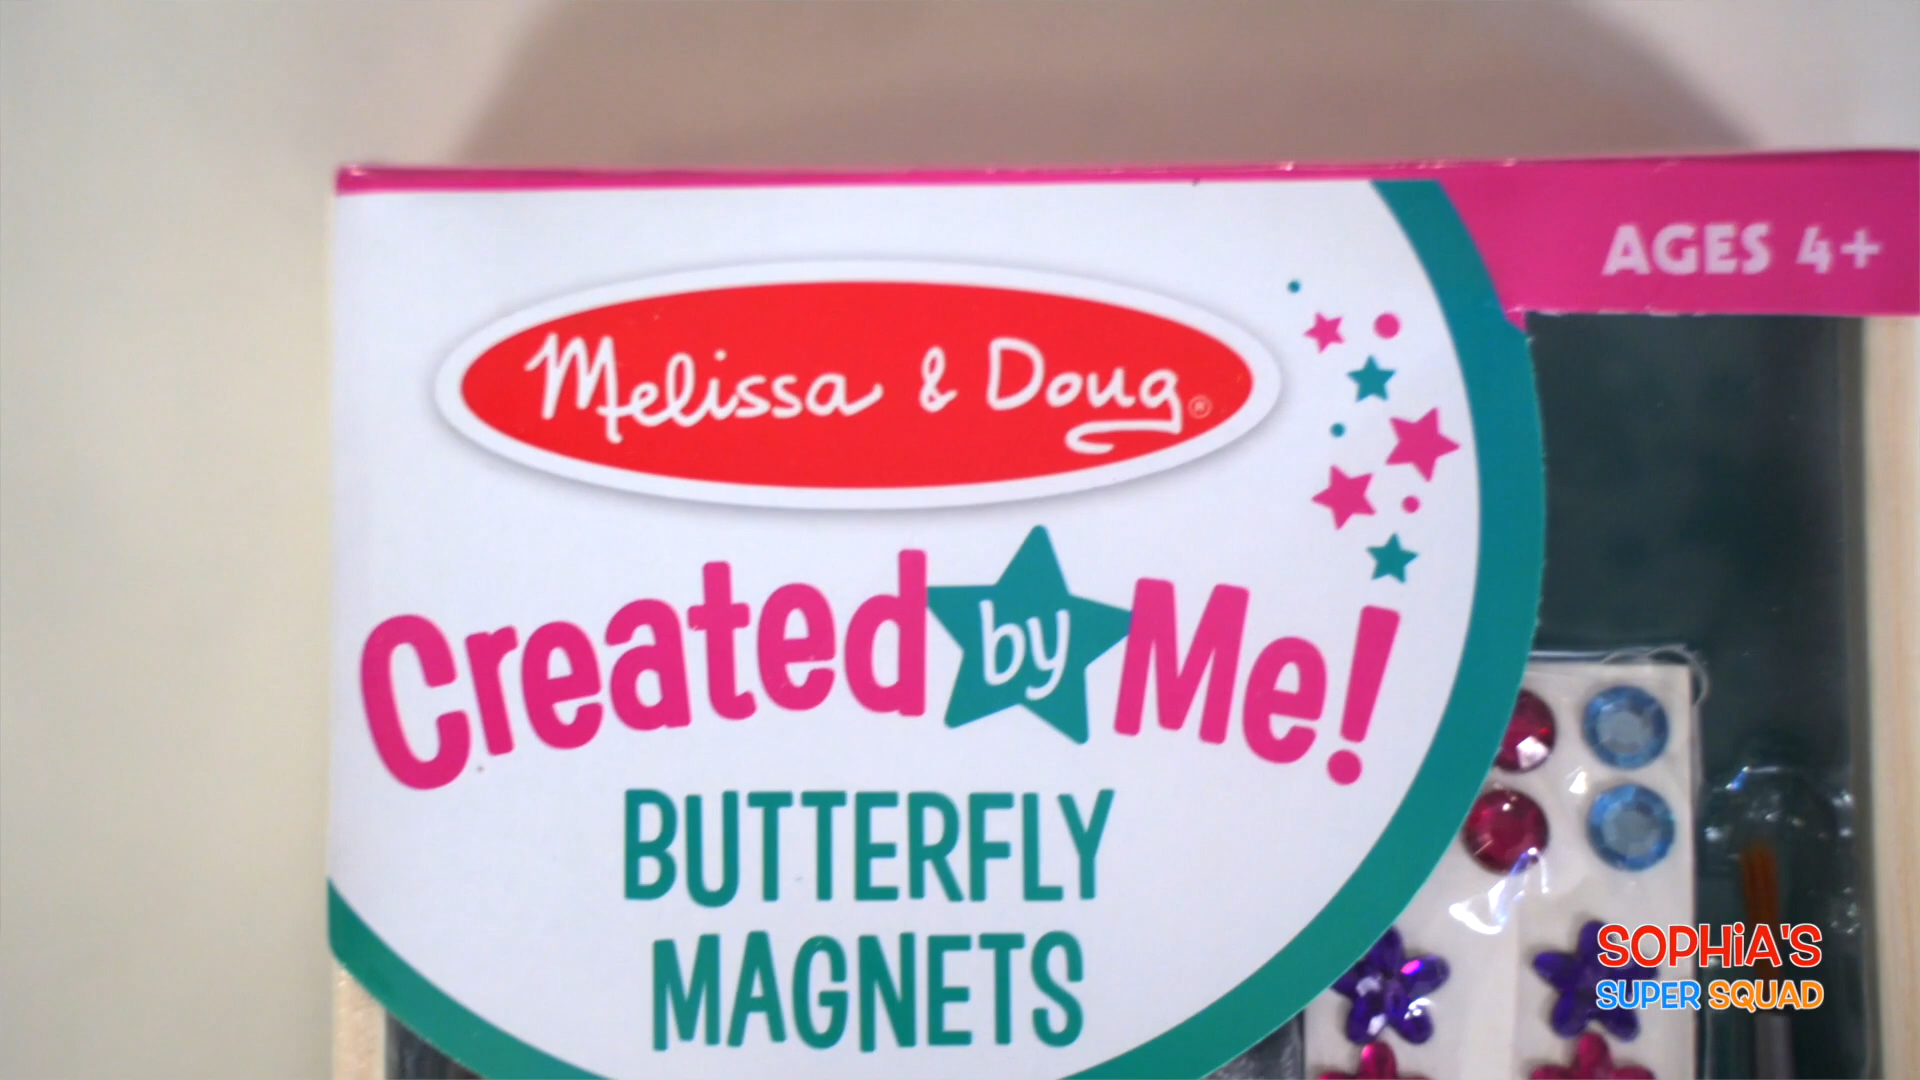 AGES 4+
Melissa & Doug®
Created by Me!
BUTTERFLY
MAGNETS
SOPHiA'S
SUPER SQUAD